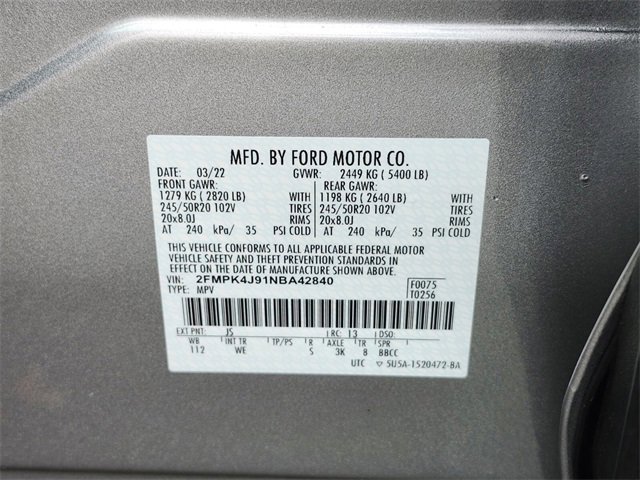 MFD. BY FORD MOTOR CO.
DATE: 03/22 GVWR: 2449 KG ( 5400 LB)
FRONT GAWR: REAR GAWR:
1279 KG ( 2820 LB) WITH 1198 KG ( 2640 LB) WITH
245/50R20 102V TIRES 245/50R20 102V TIRES
20x8.0J RIMS 20x8.0J RIMS
AT 240 kPa/ 35 PSI COLD AT 240 kPa/ 35 PSI COLD
THIS VEHICLE CONFORMS TO ALL APPLICABLE FEDERAL MOTOR
VEHICLE SAFETY AND THEFT PREVENTION STANDARDS IN
EFFECT ON THE DATE OF MANUFACTURE SHOWN ABOVE.
VIN: 2FMPK4J91NBA42840 F0075
TYPE: MPV T0256
EXT PNT: JS RC: 13 DSO:
WB INT TR TP/PS R AXLE TR SPR
112 WE S 3K 8 BBCC
UTC ▽ 5U5A-1520472-BA